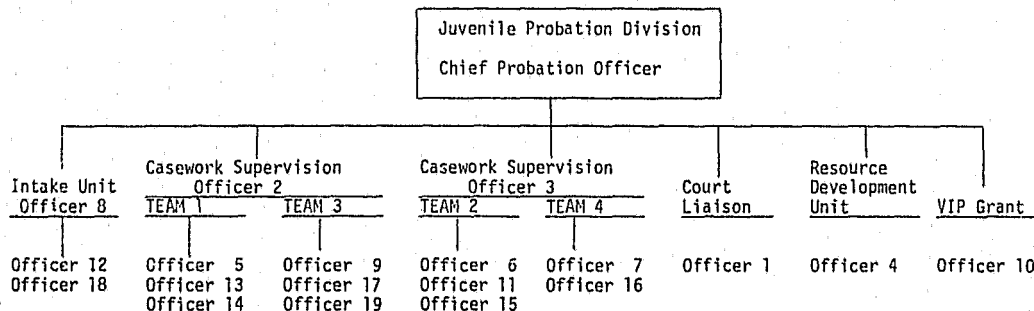 Juvenile Probation Division
Chief Probation Officer
Intake Unit
Officer 8
Officer 12
Officer 18
Casework Supervision
Officer 2
TEAM 1
Officer 5
Officer 13
Officer 14
TEAM 3
Officer 9
Officer 17
Officer 19
Casework Supervision
Officer 3
TEAM 2
Officer 6
Officer 11
Officer 15
TEAM 4
Officer 7
Officer 16
Court
Liaison
Officer 1
Resource
Development
Unit
Officer 4
VIP Grant
Officer 10